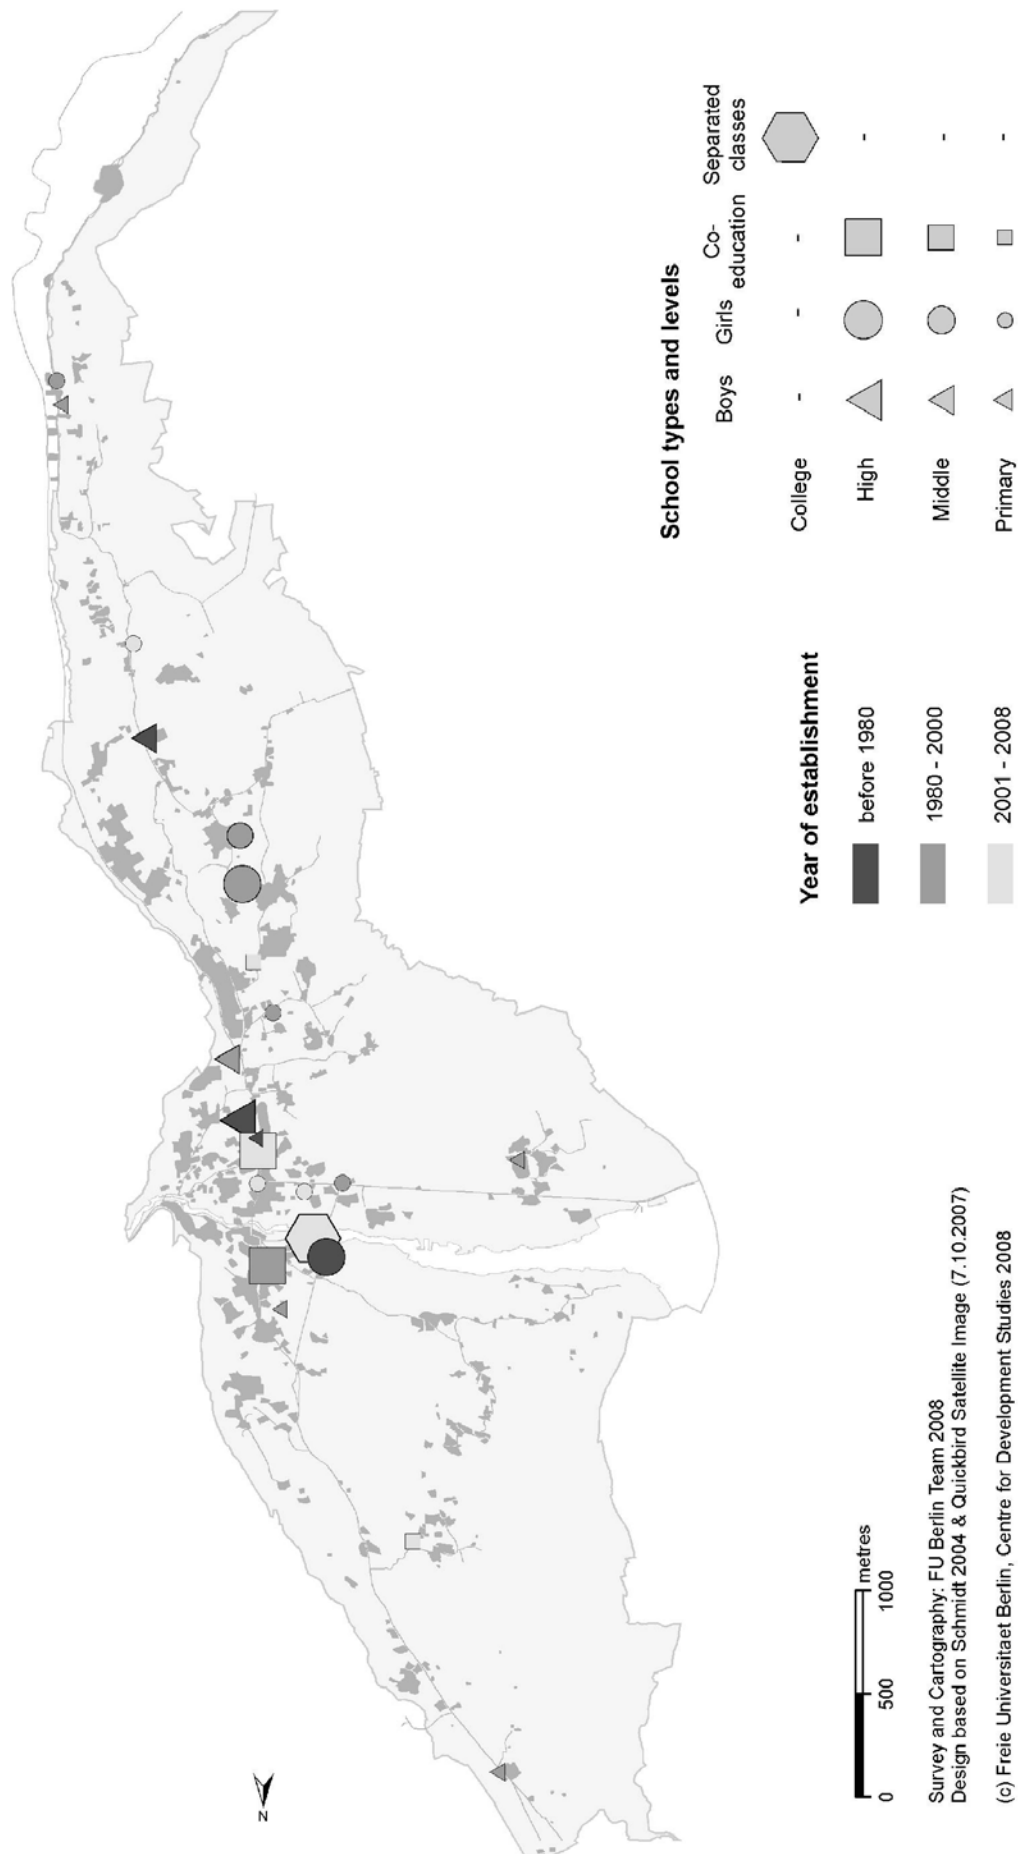 N
0 500 1000 metres
Survey and Cartography: FU Berlin Team 2008
Design based on Schmidt 2004 & Quickbird Satellite Image (7.10.2007)
(c) Freie Universitaet Berlin, Centre for Development Studies 2008
Year of establishment
before 1980
1980 - 2000
2001 - 2008
School types and levels
Boys Girls Co-education Separated classes
College - - -
High -
Middle -
Primary -